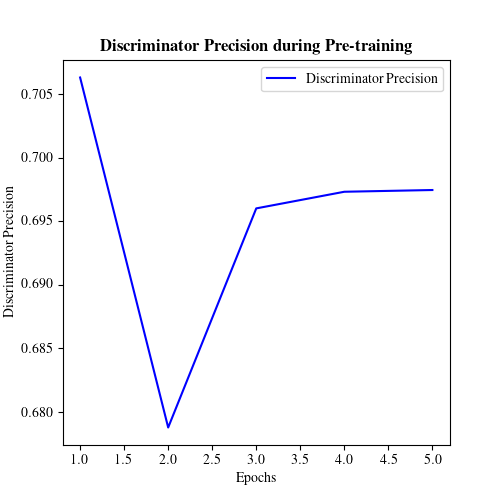 Discriminator Precision during Pre-training
Discriminator Precision
0.705
0.700
0.695
0.690
0.685
0.680
Discriminator Precision
1.0 1.5 2.0 2.5 3.0 3.5 4.0 4.5 5.0
Epochs